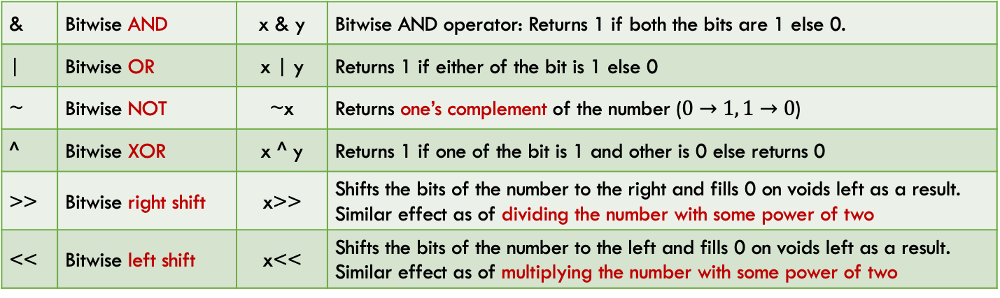 & Bitwise AND x & y Bitwise AND operator: Returns 1 if both the bits are 1 else 0.
| Bitwise OR x | y Returns 1 if either of the bit is 1 else 0
~ Bitwise NOT ~x Returns one's complement of the number (0 → 1, 1 → 0)
^ Bitwise XOR x ^ y Returns 1 if one of the bit is 1 and other is 0 else returns 0
>> Bitwise right shift x>> Shifts the bits of the number to the right and fills 0 on voids left as a result.
Similar effect as of dividing the number with some power of two
<< Bitwise left shift x<< Shifts the bits of the number to the left and fills 0 on voids left as a result.
Similar effect as of multiplying the number with some power of two